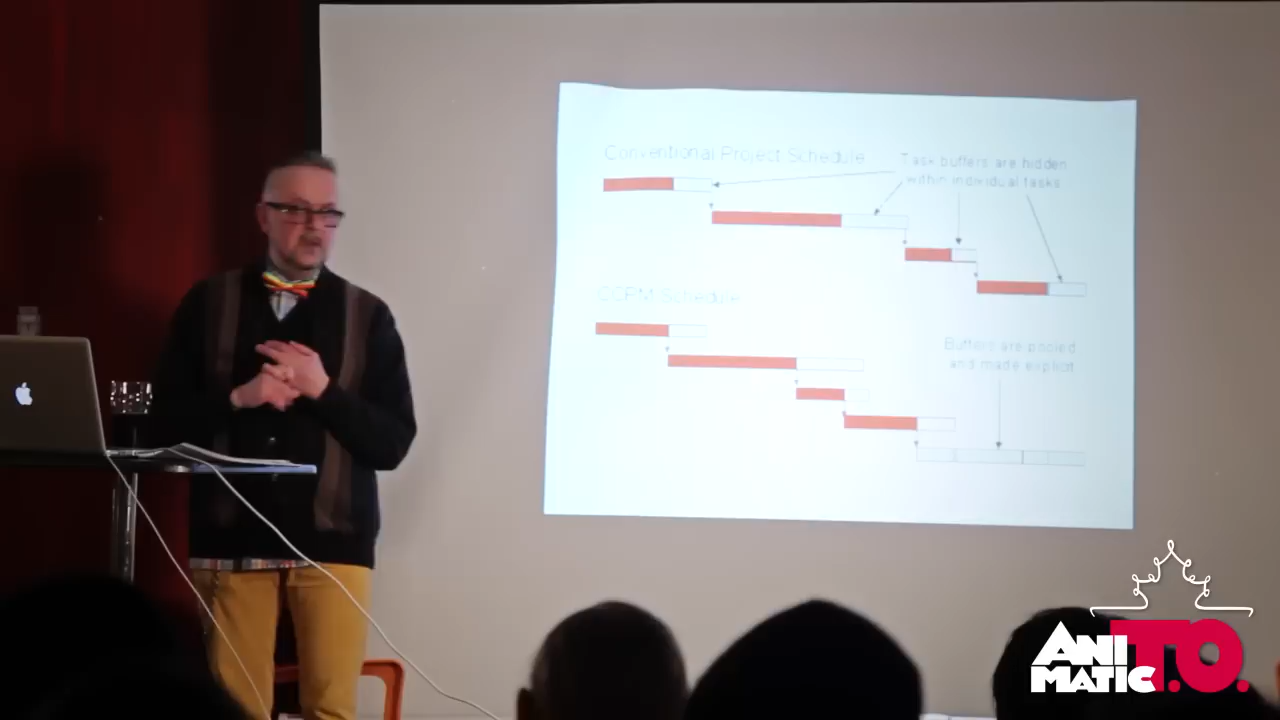 Conventional Project Schedule
Task buffers are hidden
within individual tasks
CCPM Schedule
Buffers are pooled
and made explicit
ANI
MATIC T.O.